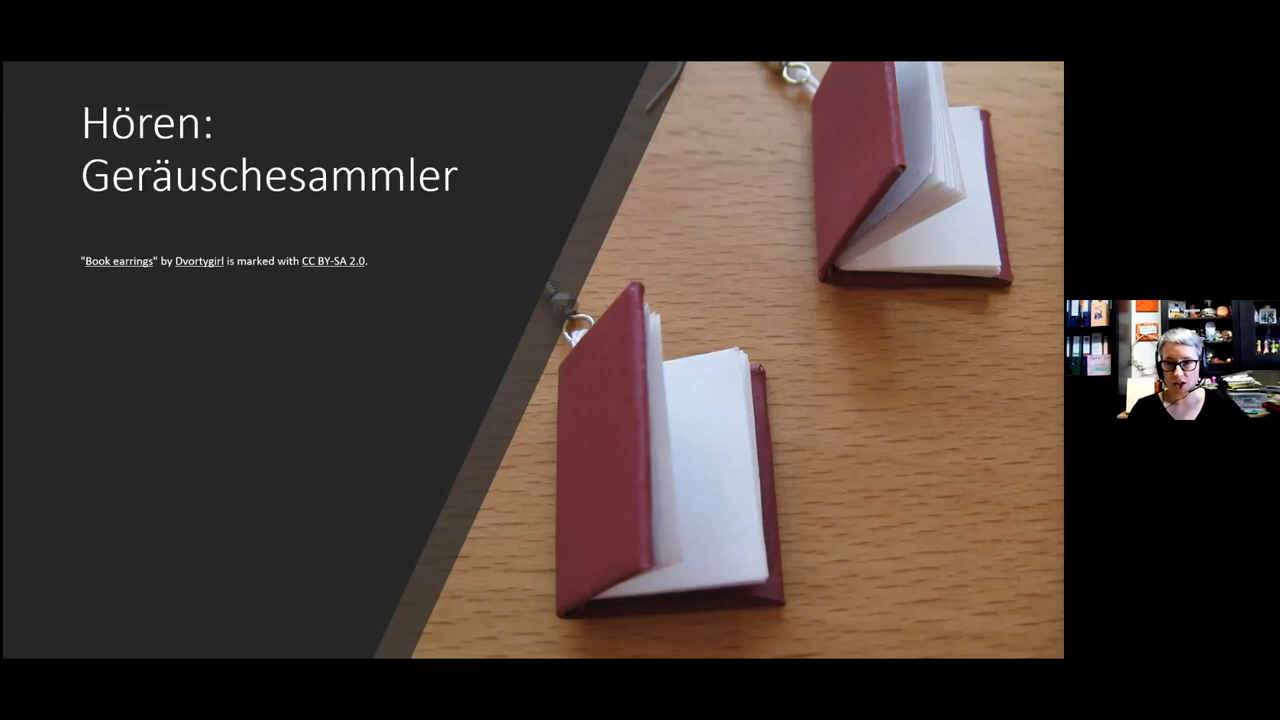 Hören:
Geräuschesammler
"Book earrings" by Dvortygirl is marked with CC BY-SA 2.0.